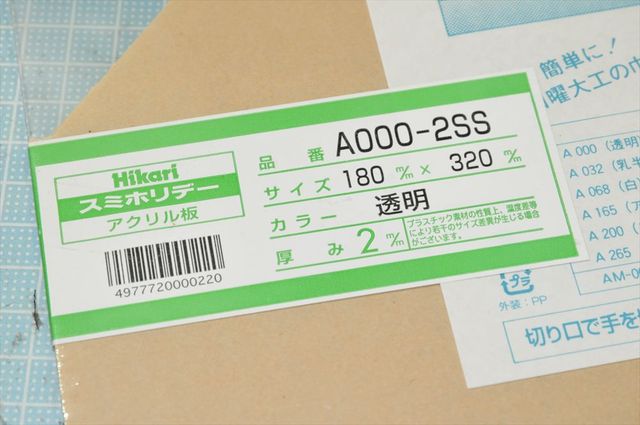 Hikari
スミホリデー
アクリル板
4977720000220
品番 A000-2SS
サイズ 180 m/m × 320 m/m
カラー 透明
厚み 2 m/m
プラスチック素材の性質上、温度差等
により若干のサイズ差異が生じる場合
がございます。
簡単に!
曜大工の
A 000 (透明
A 032 (乳半
A 068 (白
A 165
A 200
A 265
AM-0
プラ
外装:PP
切り口で手を